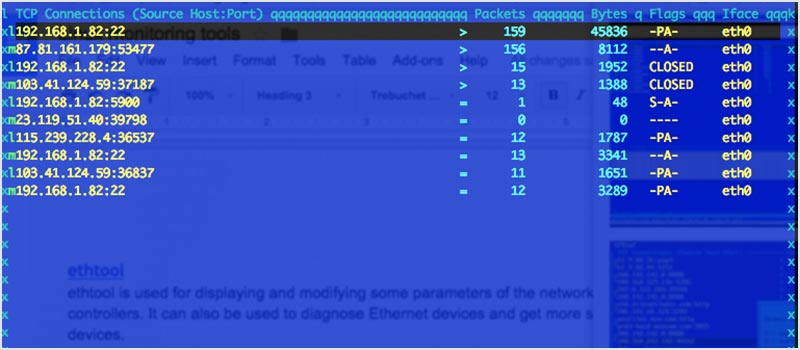 l TCP Connections (Source Host:Port) qqqqqqqqqqqqqqqqqqqqqqqqqqq Packets qqqqqqq Bytes q Flags qqq Iface qqqk
xl192.168.1.82:22 > 159 45836 -PA- eth0 x
xm87.81.161.179:53477 > 156 8112 --A- eth0 x
xl192.168.1.82:22 > 15 1952 CLOSED eth0 x
xm103.41.124.59:37187 > 13 1388 CLOSED eth0 x
xl192.168.1.82:5900 = 1 48 S-A- eth0 x
xm23.119.51.40:39798 = 0 0 ---- eth0 x
xl115.239.228.4:36537 = 12 1787 -PA- eth0 x
xm192.168.1.82:22 = 13 3341 --A- eth0 x
xl103.41.124.59:36837 = 11 1651 -PA- eth0 x
xm192.168.1.82:22 = 12 3289 -PA- eth0 x
x x
x x
x x
x x
x x
x x
x x
x x
onitoring tools
View Insert Format Tools Table Add-ons Help All changes
100% Heading 3 Trebuchet ... 12 B I
ethtool
ethtool is used for displaying and modifying some parameters of the network
controllers. It can also be used to diagnose Ethernet devices and get more s
devices.